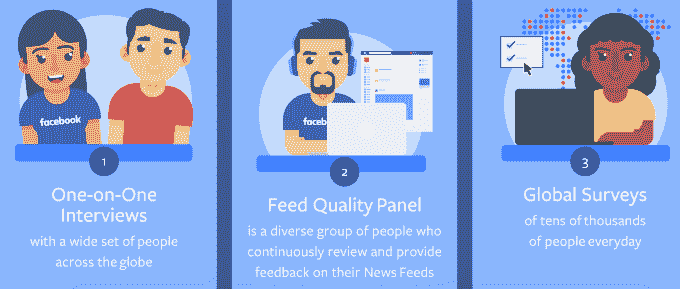 facebook
1
One-on-One
Interviews
with a wide set of people
across the globe
facebook
2
Feed Quality Panel
is a diverse group of people who
continuously review and provide
feedback on their News Feeds
3
Global Surveys
of tens of thousands
of people everyday